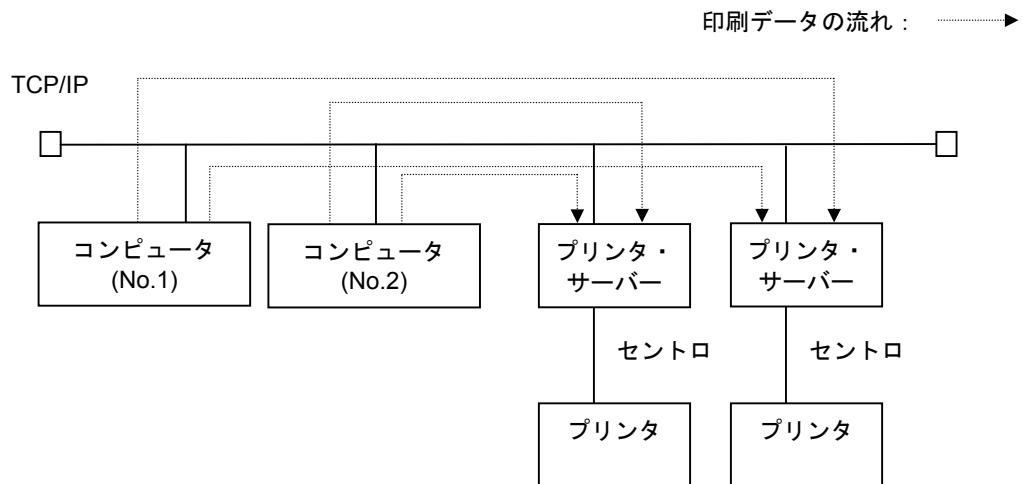 印刷データの流れ：
TCP/IP
コンピュータ
(No.1)
コンピュータ
(No.2)
プリンタ・
サーバー
プリンタ・
サーバー
セントロ
セントロ
プリンタ
プリンタ